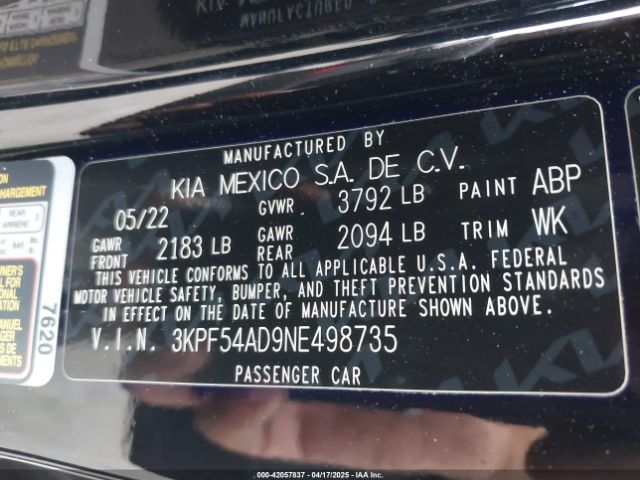 MANUFACTURED BY
KIA MEXICO S.A. DE C.V.
05/22 GVWR 3792 LB PAINT ABP
GAWR FRONT 2183 LB GAWR REAR 2094 LB TRIM WK
THIS VEHICLE CONFORMS TO ALL APPLICABLE U.S.A. FEDERAL
MOTOR VEHICLE SAFETY, BUMPER, AND THEFT PREVENTION STANDARDS
IN EFFECT ON THE DATE OF MANUFACTURE SHOWN ABOVE.
V.I.N. 3KPF54AD9NE498735
PASSENGER CAR
REAR
ARRIÈRE 3
7620
.000-42057837 - 04/17/2025 - IAA Inc.